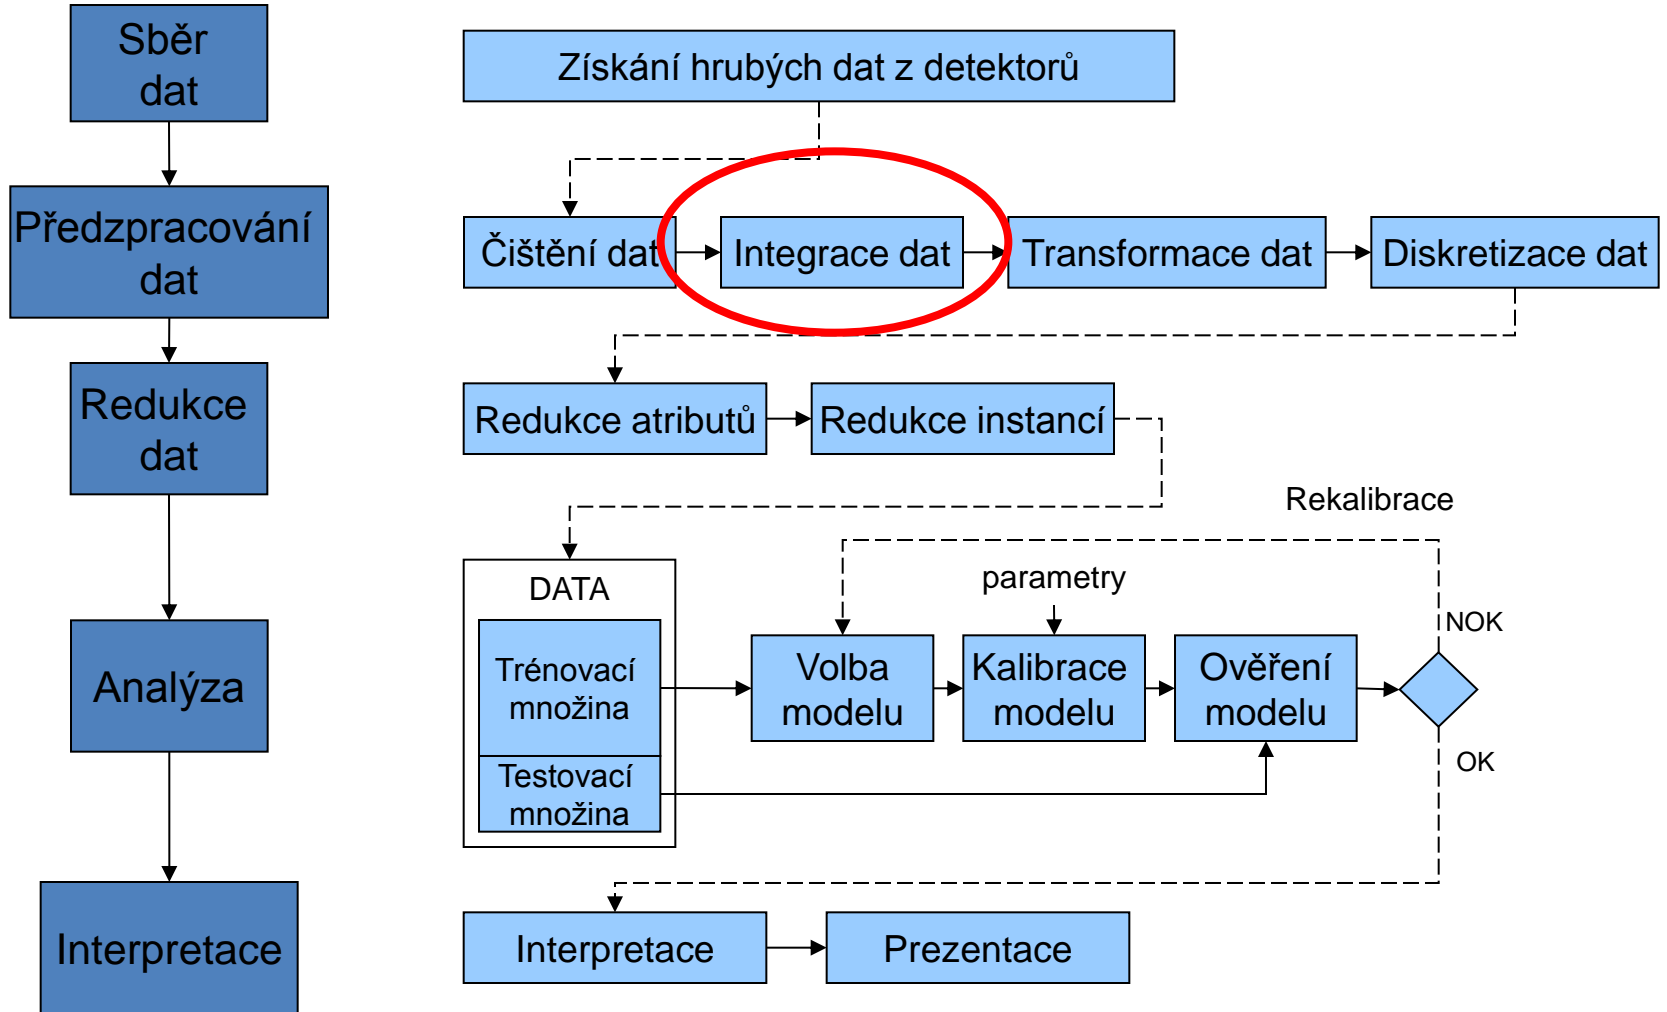 Sběr
dat
Předzpracování
dat
Redukce
dat
Analýza
Interpretace
Získání hrubých dat z detektorů
Čištění dat
Integrace dat
Transformace dat
Diskretizace dat
Redukce atributů
Redukce instancí
Rekalibrace
DATA
parametry
NOK
Trénovací
množina
Volba
modelu
Kalibrace
modelu
Ověření
modelu
OK
Testovací
množina
Interpretace
Prezentace